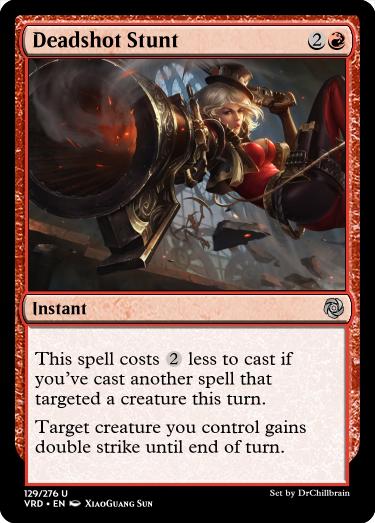 Deadshot Stunt 2
Instant
This spell costs 2 less to cast if
you've cast another spell that
targeted a creature this turn.
Target creature you control gains
double strike until end of turn.
129/276 U
VRD • EN XiaoGuang Sun
Set by DrChillbrain